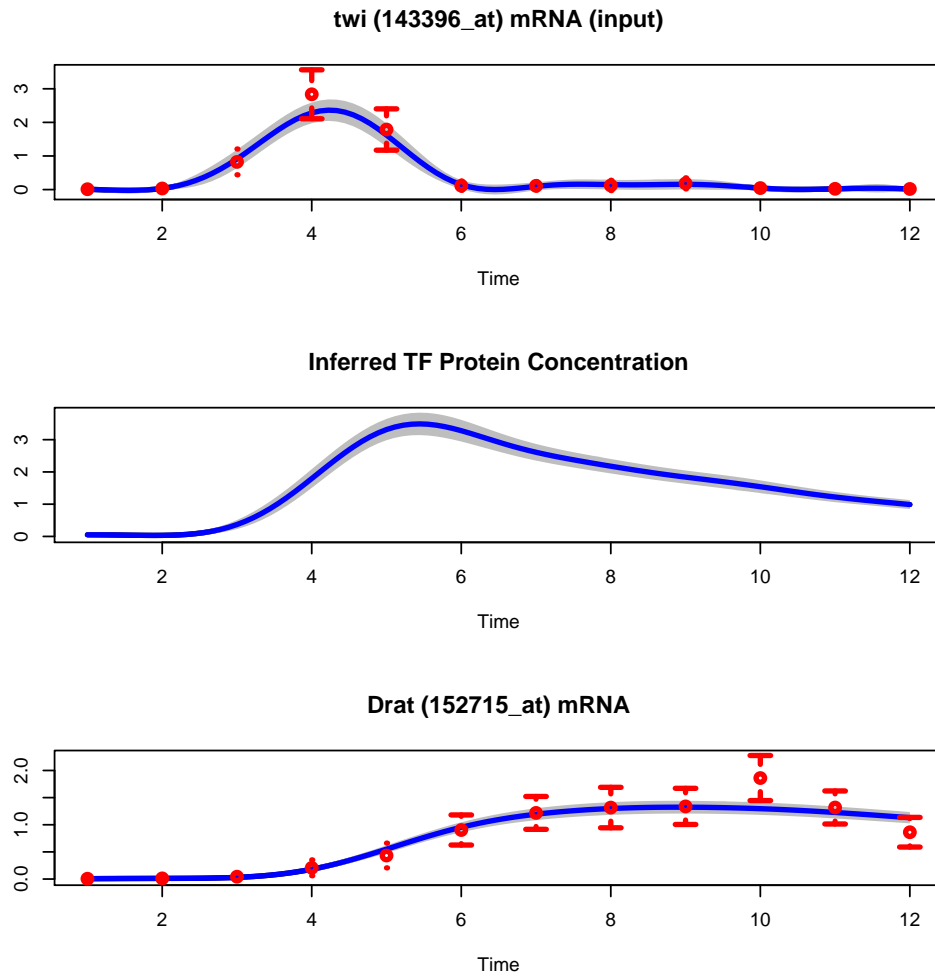 twi (143396_at) mRNA (input)
3
2
1
0
2 4 6 8 10 12
Time
Inferred TF Protein Concentration
3
2
1
0
2 4 6 8 10 12
Time
Drat (152715_at) mRNA
2.0
1.0
0.0
2 4 6 8 10 12
Time